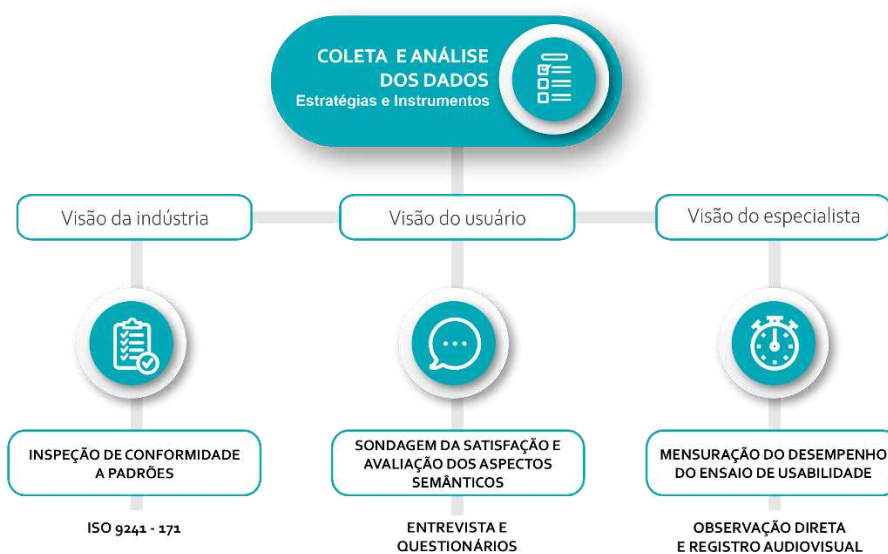 COLETA E ANÁLISE
DOS DADOS
Estratégias e Instrumentos
Visão da indústria
Visão do usuário
Visão do especialista
INSPEÇÃO DE CONFORMIDADE
A PADRÕES
SONDAGEM DA SATISFAÇÃO E
AVALIAÇÃO DOS ASPECTOS
SEMÂNTICOS
MENSURAÇÃO DO DESEMPENHO
DO ENSAIO DE USABILIDADE
ISO 9241 - 171
ENTREVISTA E
QUESTIONÁRIOS
OBSERVAÇÃO DIRETA
E REGISTRO AUDIOVISUAL